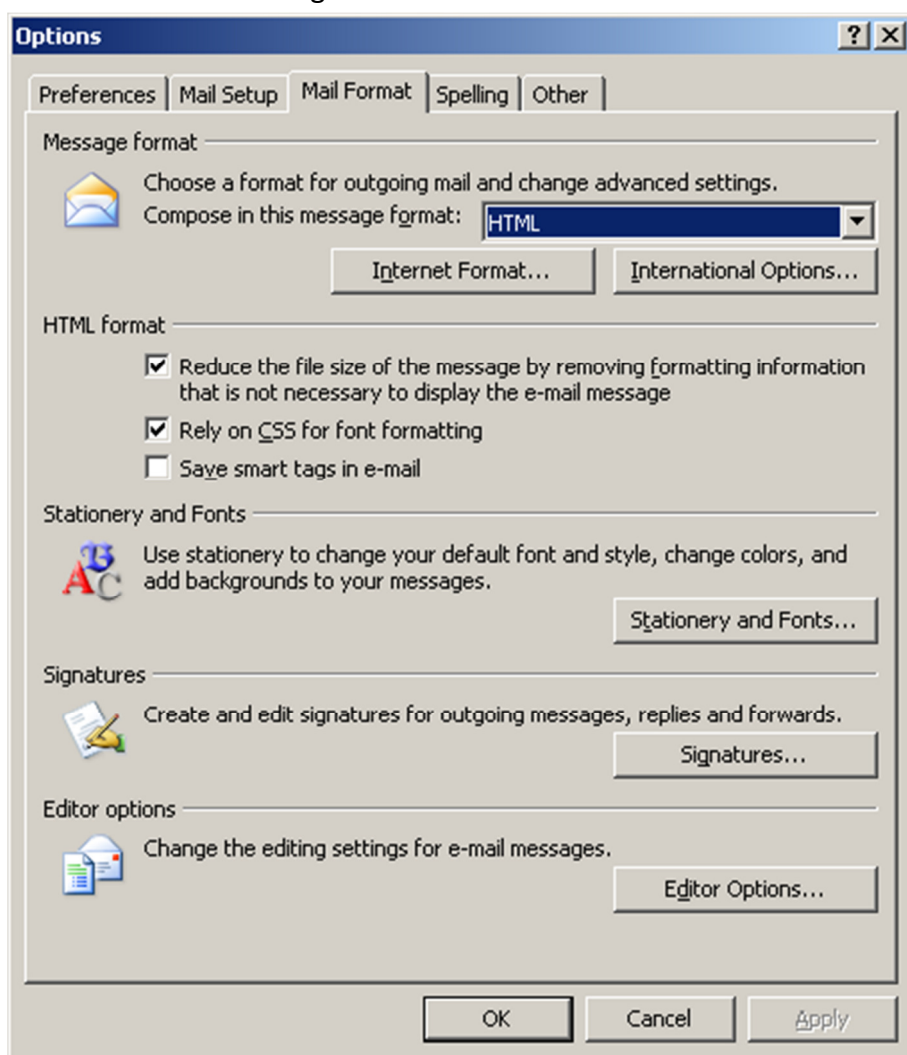 Options
Preferences Mail Setup Mail Format Spelling Other
Message format
Choose a format for outgoing mail and change advanced settings.
Compose in this message format: HTML
Internet Format... International Options...
HTML format
Reduce the file size of the message by removing formatting information
that is not necessary to display the e-mail message
Rely on CSS for font formatting
Save smart tags in e-mail
Stationery and Fonts
Use stationery to change your default font and style, change colors, and
add backgrounds to your messages.
Stationery and Fonts...
Signatures
Create and edit signatures for outgoing messages, replies and forwards.
Signatures...
Editor options
Change the editing settings for e-mail messages.
Editor Options...
OK Cancel Apply